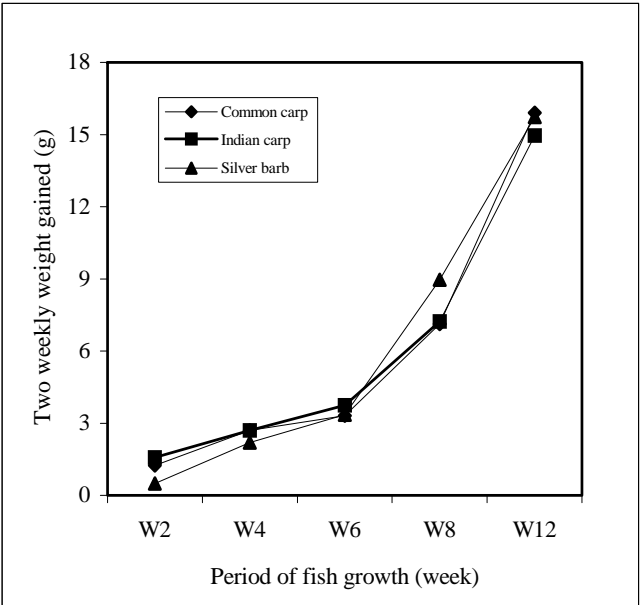 18
15
12
9
6
3
0
Two weekly weight gained (g)
Common carp
Indian carp
Silver barb
W2 W4 W6 W8 W12
Period of fish growth (week)